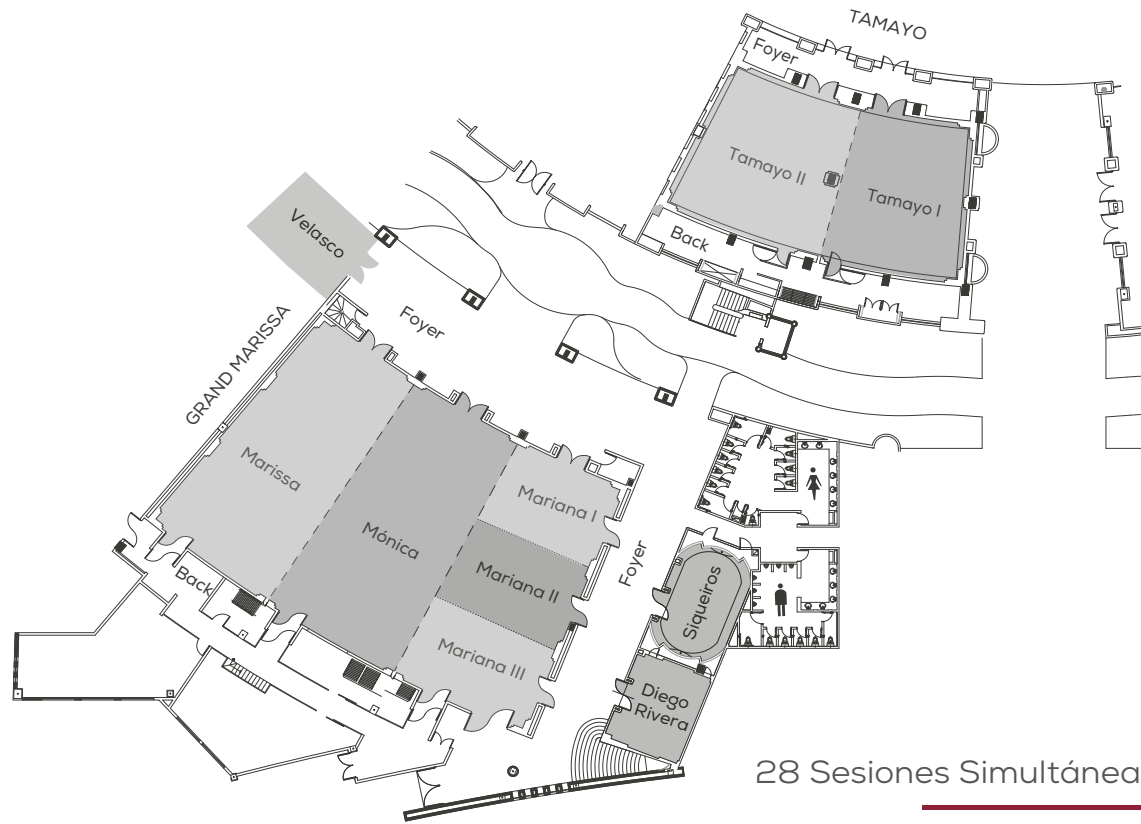 TAMAYO
Foyer
Tamayo II
Tamayo I
Back
Velasco
GRAND MARISSA
Foyer
Marissa
Mónica
Mariana I
Mariana II
Mariana III
Back
Foyer
Siqueiros
Diego
Rivera
28 Sesiones Simultánea